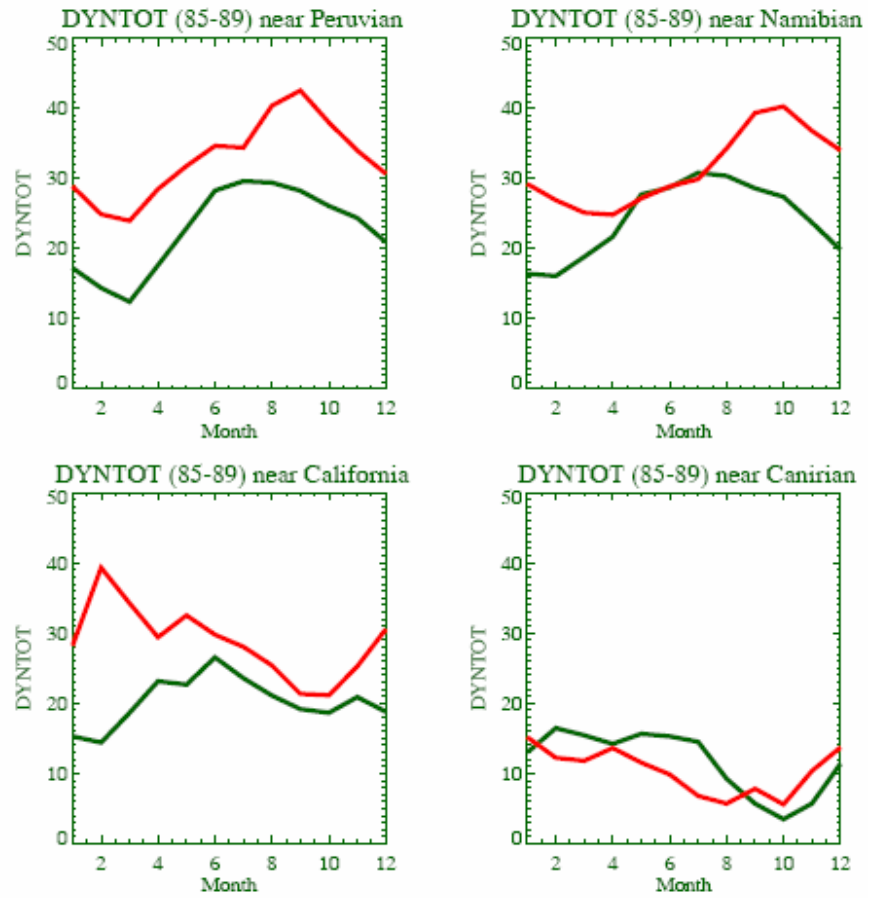 DYNTOT (85-89) near Peruvian
50
40
30
20
10
0
DYNTOT
2 4 6 8 10 12
Month
DYNTOT (85-89) near Namibian
50
40
30
20
10
0
DYNTOT
2 4 6 8 10 12
Month
DYNTOT (85-89) near California
50
40
30
20
10
0
DYNTOT
2 4 6 8 10 12
Month
DYNTOT (85-89) near Canirian
50
40
30
20
10
0
DYNTOT
2 4 6 8 10 12
Month